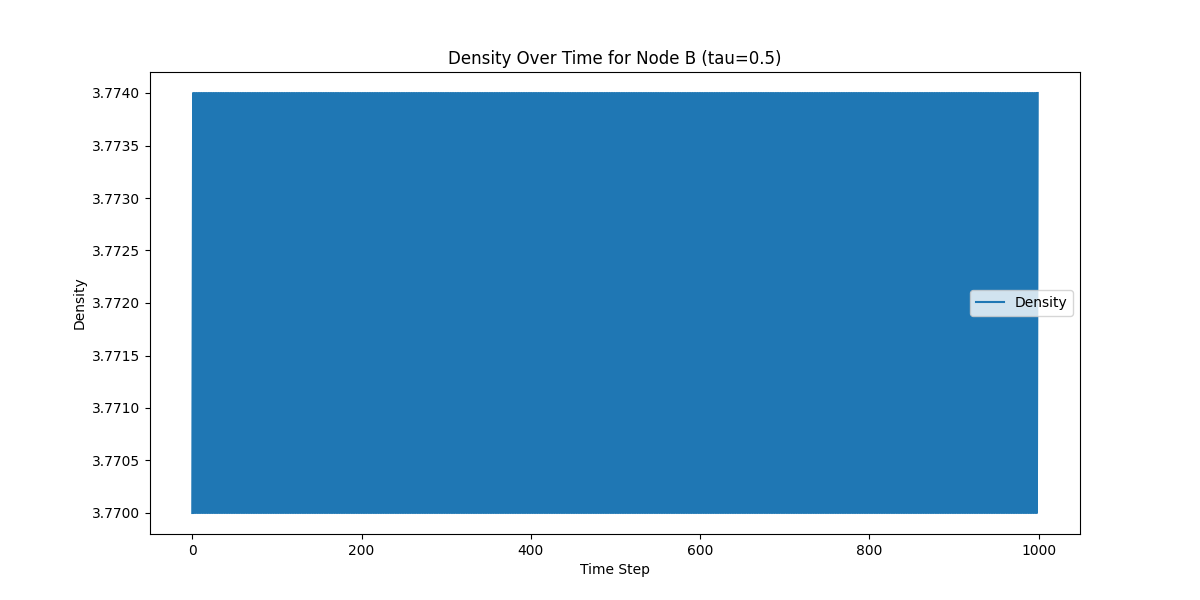 Density Over Time for Node B (tau=0.5)
3.7740
3.7735
3.7730
3.7725
3.7720
3.7715
3.7710
3.7705
3.7700
Density
Density
0 200 400 600 800 1000
Time Step